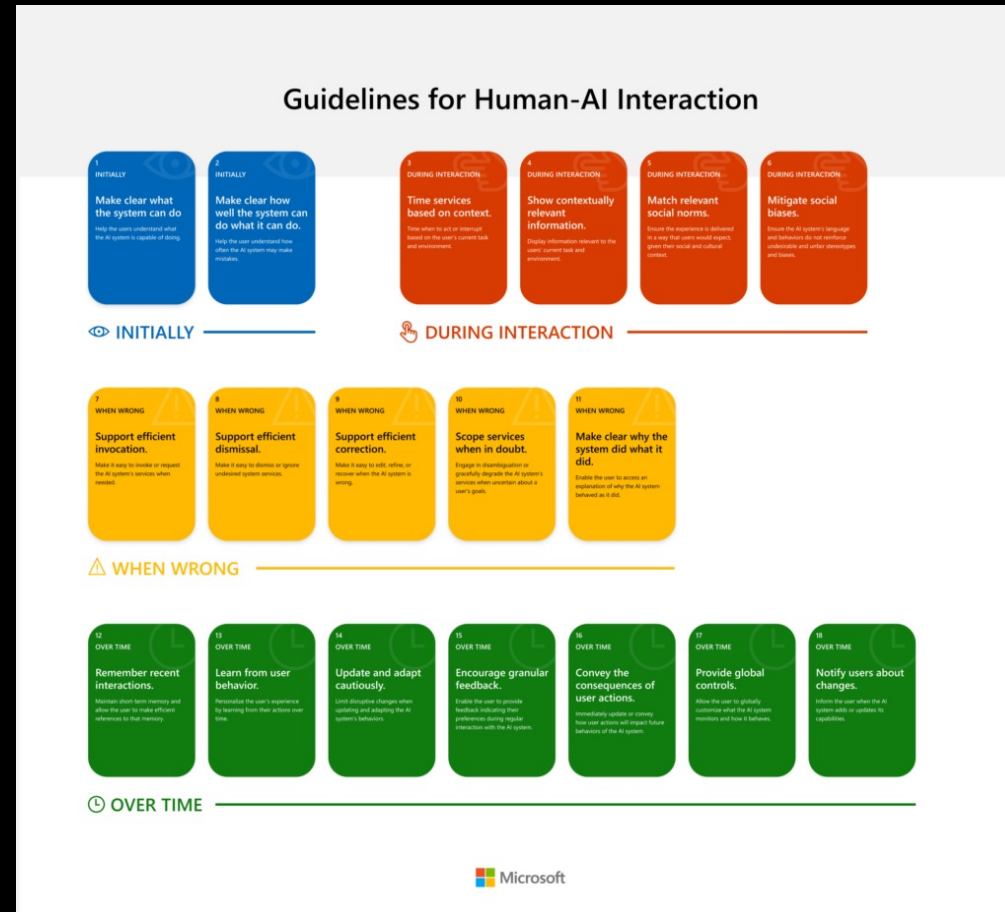 Guidelines for Human-AI Interaction
1
INITIALLY
Make clear what
the system can do
Help the users understand what
the AI system is capable of doing.
2
INITIALLY
Make clear how
well the system can
do what it can do.
Help the user understand how
often the AI system may make
mistakes.
3
DURING INTERACTION
Time services
based on context.
Time when to act or interrupt
based on the user's current task
and environment.
4
DURING INTERACTION
Show contextually
relevant
information.
Display information relevant to the
users' current task and
environment.
5
DURING INTERACTION
Match relevant
social norms.
Ensure the experience is delivered
in a way that users would expect,
given their social and cultural
context.
6
DURING INTERACTION
Mitigate social
biases.
Ensure the AI system's language
and behaviors do not reinforce
undesirable and unfair stereotypes
and biases.
INITIALLY
DURING INTERACTION
7
WHEN WRONG
Support efficient
invocation.
Make it easy to invoke or request
the AI system's services when
needed.
8
WHEN WRONG
Support efficient
dismissal.
Make it easy to dismiss or ignore
undesired system services.
9
WHEN WRONG
Support efficient
correction.
Make it easy to edit, refine, or
recover when the AI system is
wrong.
10
WHEN WRONG
Scope services
when in doubt.
Engage in disambiguation or
gracefully degrade the AI system's
services when uncertain about a
user's goals.
11
WHEN WRONG
Make clear why the
system did what it
did.
Enable the user to access an
explanation of why the AI system
behaved as it did.
WHEN WRONG
12
OVER TIME
Remember recent
interactions.
Maintain short-term memory and
allow the user to make efficient
references to that memory.
13
OVER TIME
Learn from user
behavior.
Personalize the user's experience
by learning from their actions over
time.
14
OVER TIME
Update and adapt
cautiously.
Limit disruptive changes when
updating and adapting the AI
system's behaviors.
15
OVER TIME
Encourage granular
feedback.
Enable the user to provide
feedback indicating their
preferences during regular
interaction with the AI system.
16
OVER TIME
Convey the
consequences of
user actions.
Immediately update or convey
how user actions will impact future
behaviors of the AI system.
17
OVER TIME
Provide global
controls.
Allow the user to globally
customize what the AI system
monitors and how it behaves.
18
OVER TIME
Notify users about
changes.
Inform the user when the AI
system adds or updates its
capabilities.
OVER TIME
Microsoft